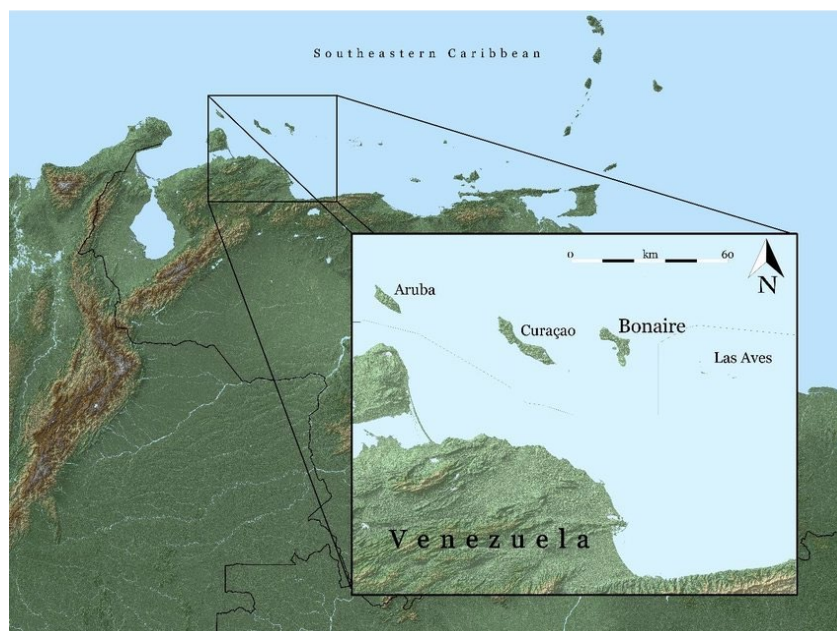 Southeastern Caribbean
0 km 60
N
Aruba
Curaçao
Bonaire
Las Aves
Venezuela